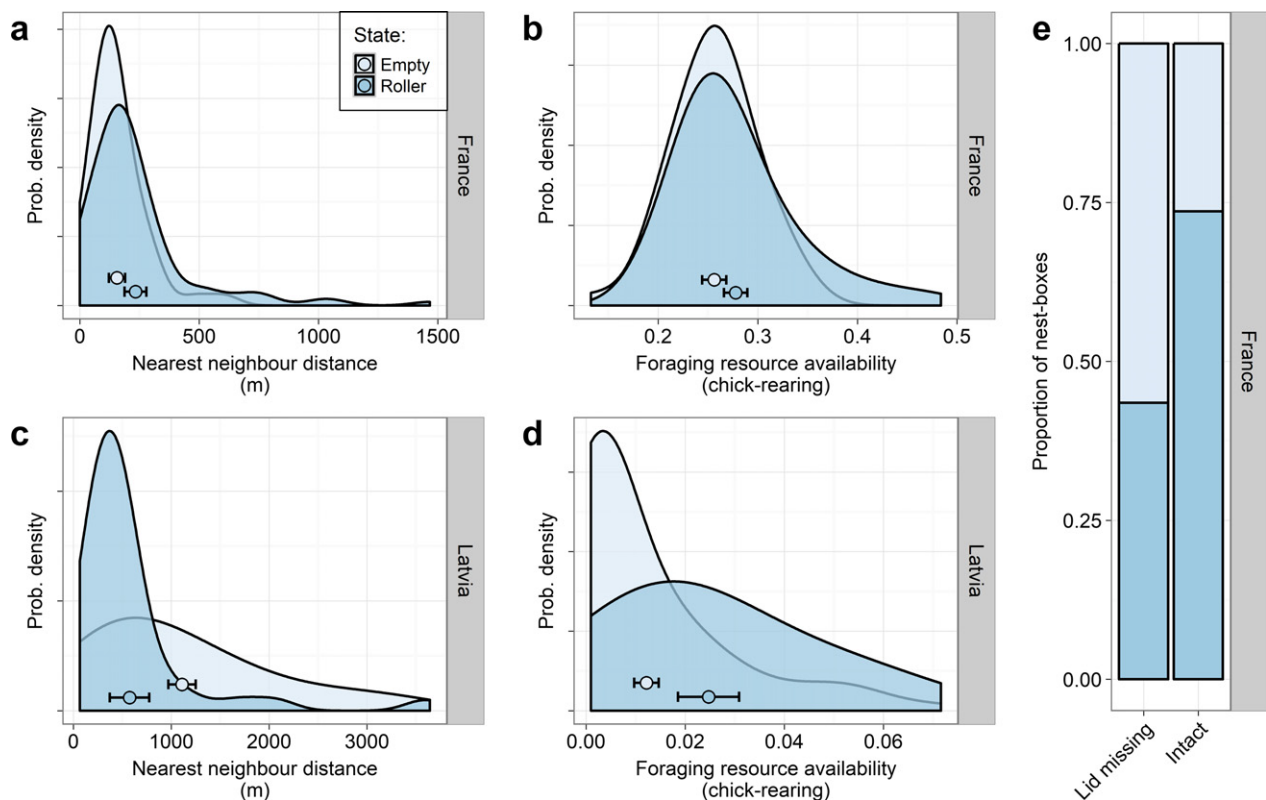 a
State:
Empty
Roller
Prob. density
France
0 500 1000 1500
Nearest neighbour distance
(m)
b
Prob. density
France
0.2 0.3 0.4 0.5
Foraging resource availability
(chick-rearing)
c
Prob. density
Latvia
0 1000 2000 3000
Nearest neighbour distance
(m)
d
Prob. density
Latvia
0.00 0.02 0.04 0.06
Foraging resource availability
(chick-rearing)
e
1.00
0.75
0.50
0.25
0.00
Proportion of nest-boxes
France
Lid missing
Intact